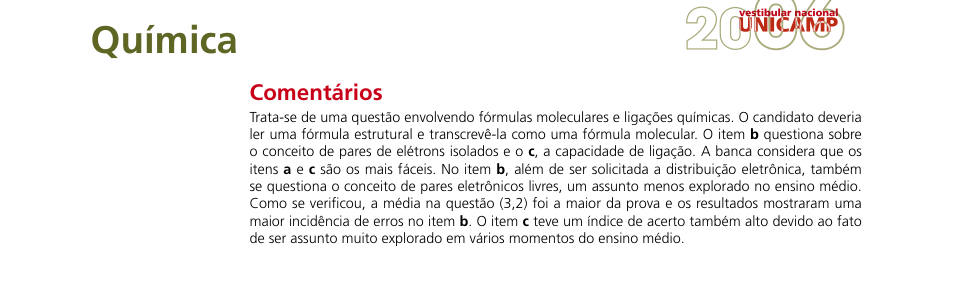 2006
vestibular nacional
UNICAMP
Química
Comentários
Trata-se de uma questão envolvendo fórmulas moleculares e ligações químicas. O candidato deveria
ler uma fórmula estrutural e transcrevê-la como uma fórmula molecular. O item b questiona sobre
o conceito de pares de elétrons isolados e o c, a capacidade de ligação. A banca considera que os
itens a e c são os mais fáceis. No item b, além de ser solicitada a distribuição eletrônica, também
se questiona o conceito de pares eletrônicos livres, um assunto menos explorado no ensino médio.
Como se verificou, a média na questão (3,2) foi a maior da prova e os resultados mostraram uma
maior incidência de erros no item b. O item c teve um índice de acerto também alto devido ao fato
de ser assunto muito explorado em vários momentos do ensino médio.